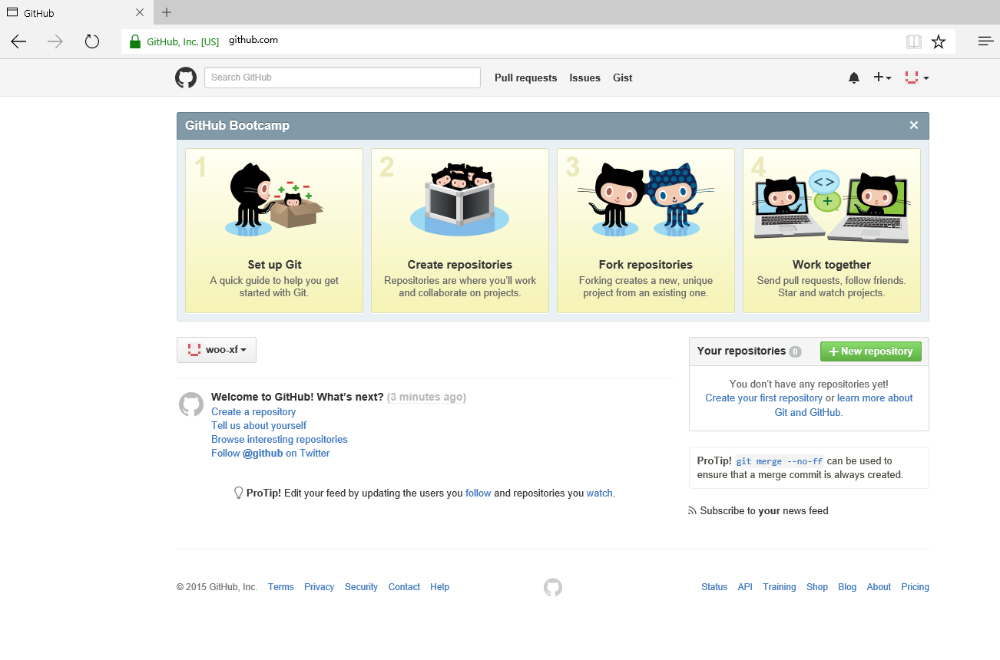 GitHub
GitHub, Inc. [US] github.com
Search GitHub Pull requests Issues Gist
GitHub Bootcamp
1
Set up Git
A quick guide to help you get
started with Git.
2
Create repositories
Repositories are where you’ll work
and collaborate on projects.
3
Fork repositories
Forking creates a new, unique
project from an existing one.
4
Work together
Send pull requests, follow friends.
Star and watch projects.
woo-xf
Welcome to GitHub! What’s next? (3 minutes ago)
Create a repository
Tell us about yourself
Browse interesting repositories
Follow @github on Twitter
ProTip! Edit your feed by updating the users you follow and repositories you watch.
Your repositories 0 New repository
You don’t have any repositories yet!
Create your first repository or learn more about
Git and GitHub.
ProTip! git merge --no-ff can be used to
ensure that a merge commit is always created.
Subscribe to your news feed
© 2015 GitHub, Inc. Terms Privacy Security Contact Help Status API Training Shop Blog About Pricing